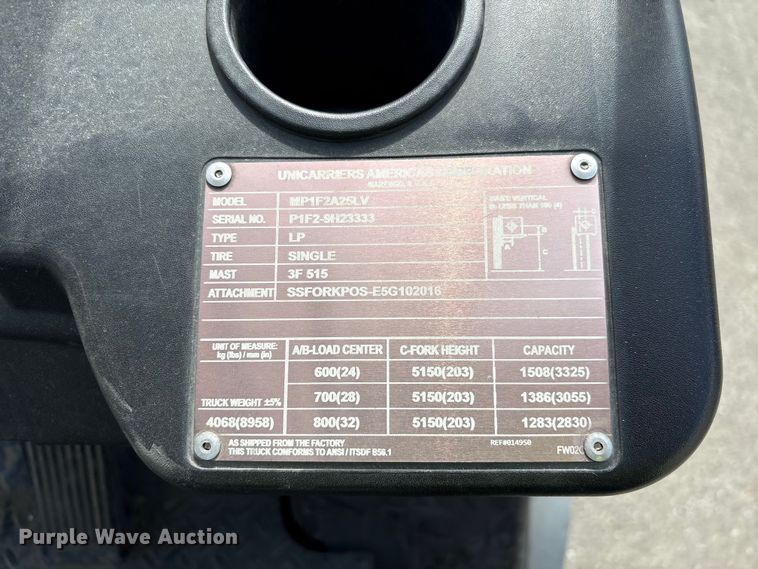 UNICARRIERS AMERICAS CORPORATION
MODEL MP1F2A25LV
SERIAL NO. P1F2-9H23333
TYPE LP
TIRE SINGLE
MAST 3F 515
ATTACHMENT SSFORKPOS-E5G102016
MAST VERTICAL
A
B
C
UNIT OF MEASURE: kg (lbs) / mm (in)
A/B-LOAD CENTER C-FORK HEIGHT CAPACITY
600(24) 5150(203) 1508(3325)
TRUCK WEIGHT ±5% 700(28) 5150(203) 1386(3055)
4068(8958) 800(32) 5150(203) 1283(2830)
AS SHIPPED FROM THE FACTORY
THIS TRUCK CONFORMS TO ANSI / ITSDF B56.1
REF#014950
Purple Wave Auction